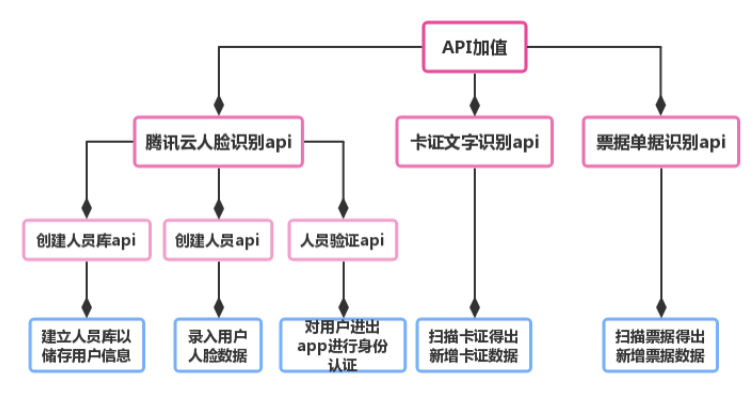 API加值
腾讯云人脸识别api
卡证文字识别api
票据单据识别api
创建人员库api
创建人员api
人员验证api
建立人员库以
储存用户信息
录入用户
人脸数据
对用户进出
app进行身份
认证
扫描卡证得出
新增卡证数据
扫描票据得出
新增票据数据